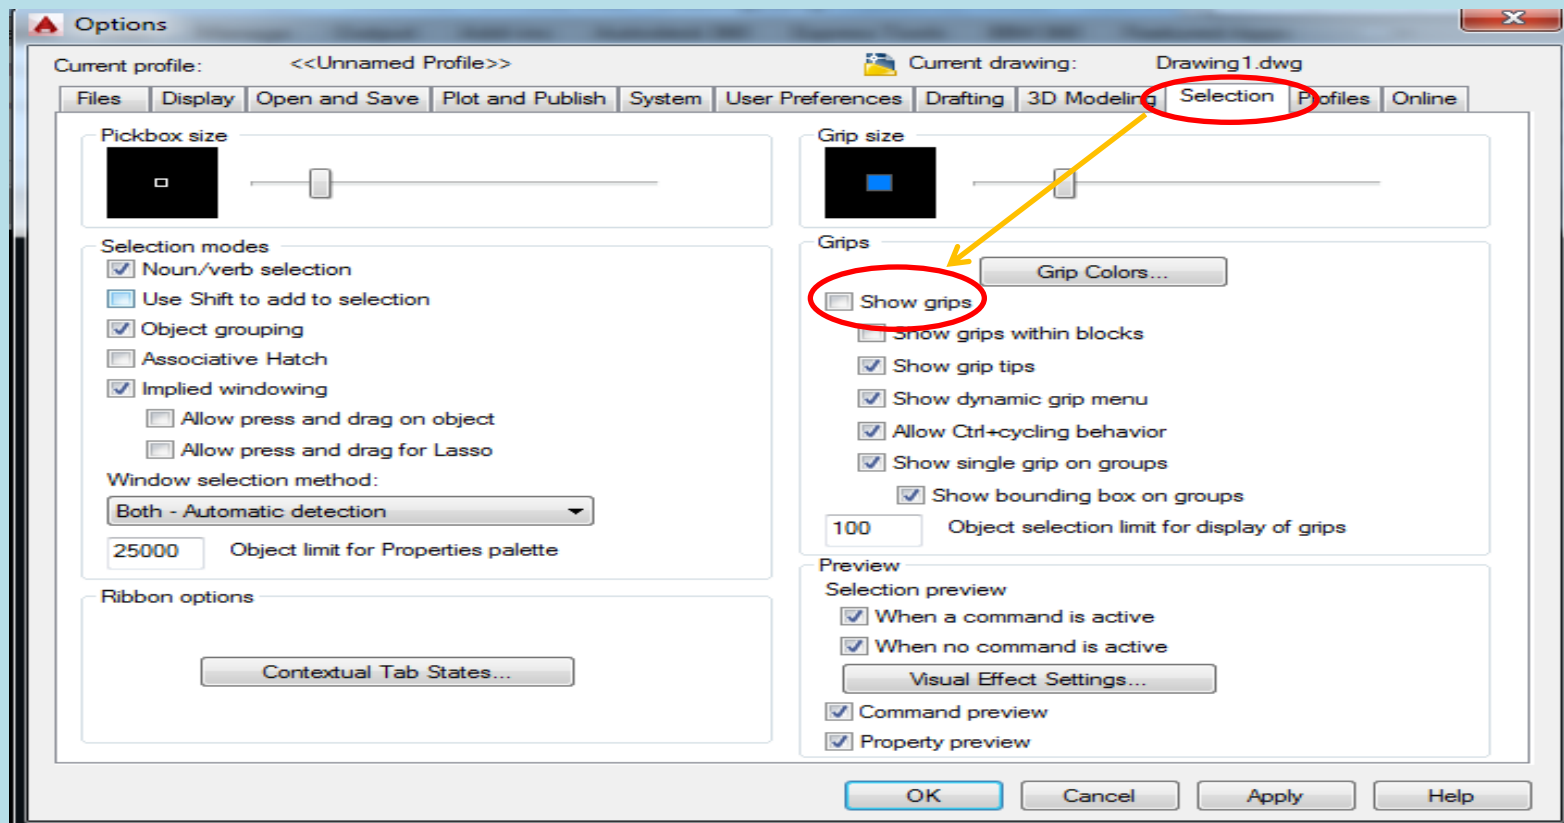 Options
Current profile: <<Unnamed Profile>> Current drawing: Drawing1.dwg
Files Display Open and Save Plot and Publish System User Preferences Drafting 3D Modeling Selection Profiles Online
Pickbox size
Selection modes
Noun/verb selection
Use Shift to add to selection
Object grouping
Associative Hatch
Implied windowing
Allow press and drag on object
Allow press and drag for Lasso
Window selection method:
Both - Automatic detection
25000 Object limit for Properties palette
Ribbon options
Contextual Tab States...
Grip size
Grips
Grip Colors...
Show grips
Show grips within blocks
Show grip tips
Show dynamic grip menu
Allow Ctrl+cycling behavior
Show single grip on groups
Show bounding box on groups
100 Object selection limit for display of grips
Preview
Selection preview
When a command is active
When no command is active
Visual Effect Settings...
Command preview
Property preview
OK Cancel Apply Help